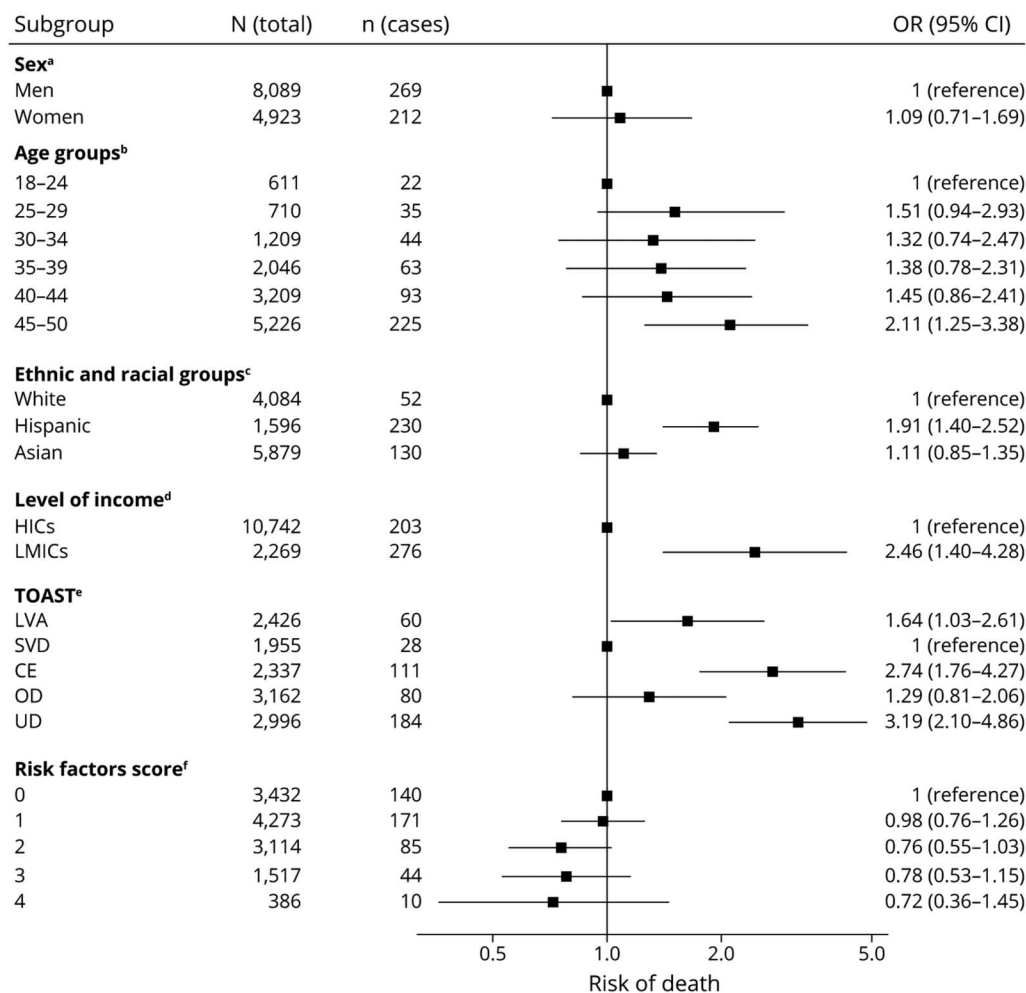 Subgroup N (total) n (cases) OR (95% CI)
Sexᵃ
Men 8,089 269 1 (reference)
Women 4,923 212 1.09 (0.71–1.69)
Age groupsᵇ
18–24 611 22 1 (reference)
25–29 710 35 1.51 (0.94–2.93)
30–34 1,209 44 1.32 (0.74–2.47)
35–39 2,046 63 1.38 (0.78–2.31)
40–44 3,209 93 1.45 (0.86–2.41)
45–50 5,226 225 2.11 (1.25–3.38)
Ethnic and racial groupsᶜ
White 4,084 52 1 (reference)
Hispanic 1,596 230 1.91 (1.40–2.52)
Asian 5,879 130 1.11 (0.85–1.35)
Level of incomeᵈ
HICs 10,742 203 1 (reference)
LMICs 2,269 276 2.46 (1.40–4.28)
TOASTᵉ
LVA 2,426 60 1.64 (1.03–2.61)
SVD 1,955 28 1 (reference)
CE 2,337 111 2.74 (1.76–4.27)
OD 3,162 80 1.29 (0.81–2.06)
UD 2,996 184 3.19 (2.10–4.86)
Risk factors scoreᶠ
0 3,432 140 1 (reference)
1 4,273 171 0.98 (0.76–1.26)
2 3,114 85 0.76 (0.55–1.03)
3 1,517 44 0.78 (0.53–1.15)
4 386 10 0.72 (0.36–1.45)
0.5 1.0 2.0 5.0
Risk of death